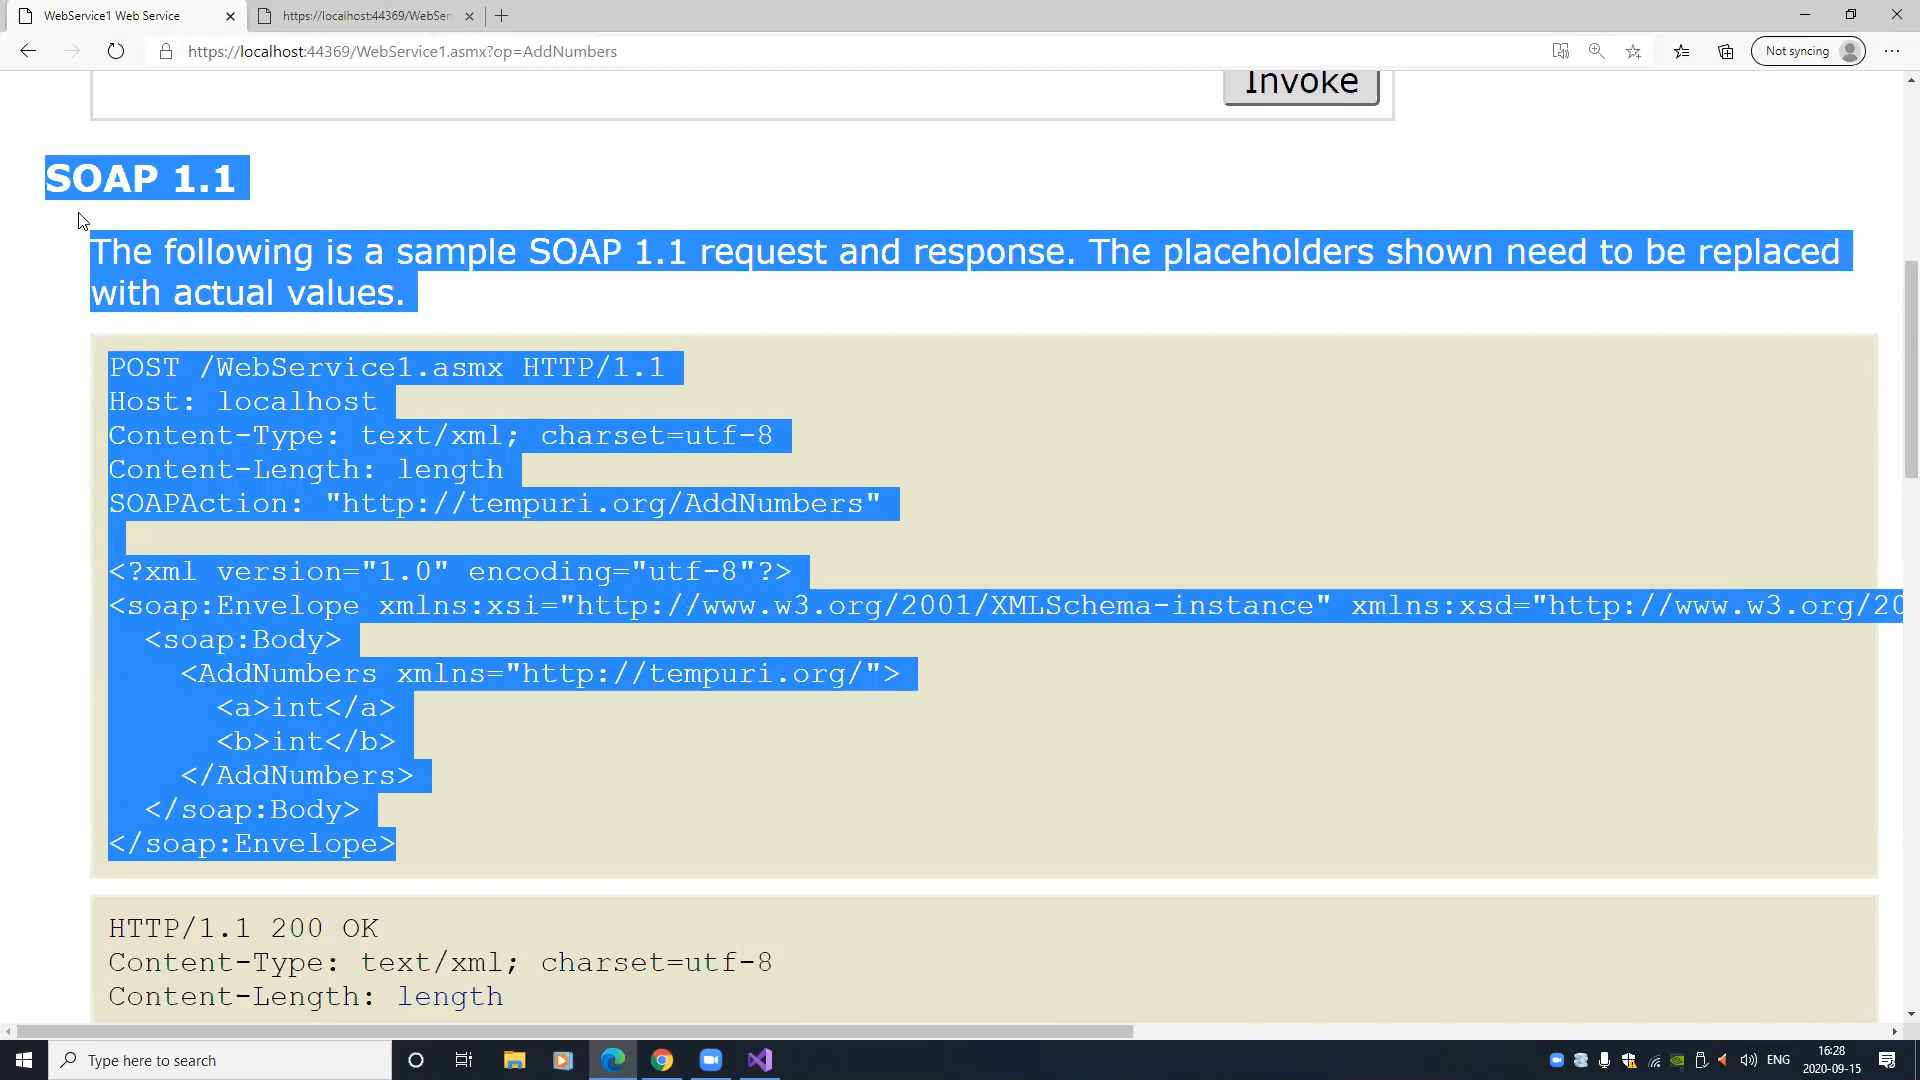 WebService1 Web Service
https://localhost:44369/WebServ
https://localhost:44369/WebService1.asmx?op=AddNumbers
Not syncing
Invoke
SOAP 1.1
The following is a sample SOAP 1.1 request and response. The placeholders shown need to be replaced
with actual values.
POST /WebService1.asmx HTTP/1.1
Host: localhost
Content-Type: text/xml; charset=utf-8
Content-Length: length
SOAPAction: "http://tempuri.org/AddNumbers"
<?xml version="1.0" encoding="utf-8"?>
<soap:Envelope xmlns:xsi="http://www.w3.org/2001/XMLSchema-instance" xmlns:xsd="http://www.w3.org/20
<soap:Body>
<AddNumbers xmlns="http://tempuri.org/">
<a>int</a>
<b>int</b>
</AddNumbers>
</soap:Body>
</soap:Envelope>
HTTP/1.1 200 OK
Content-Type: text/xml; charset=utf-8
Content-Length: length
Type here to search
ENG
16:28
2020-09-15